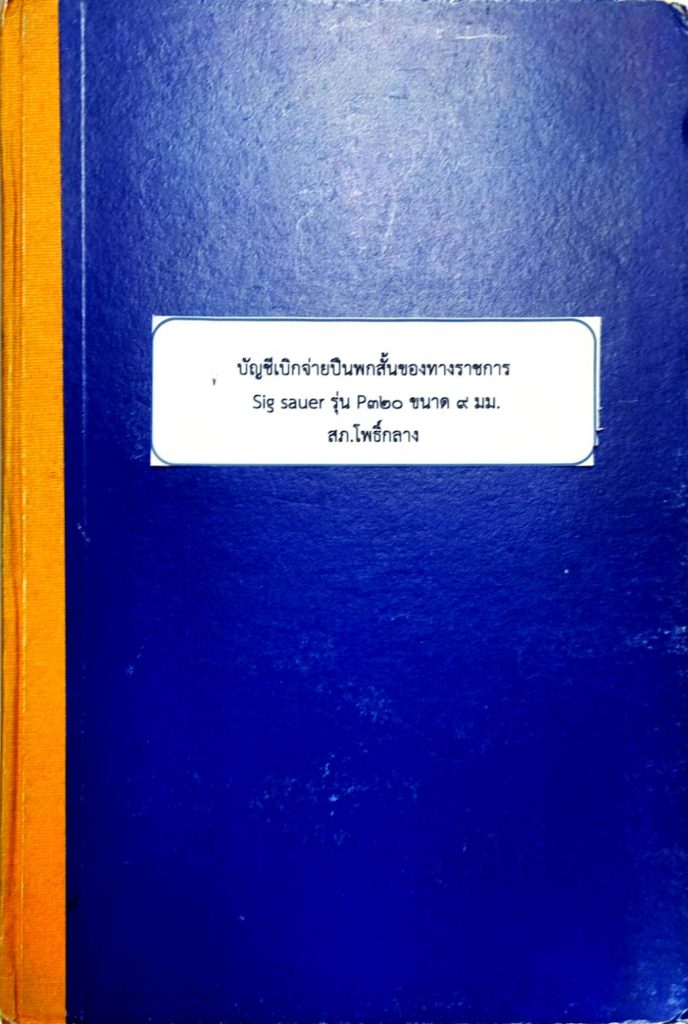 บัญชีเบิกจ่ายปืนพกสั้นของทางราชการ
Sig sauer รุ่น P๓๒๐ ขนาด ๙ มม.
สภ.โพธิ์กลาง